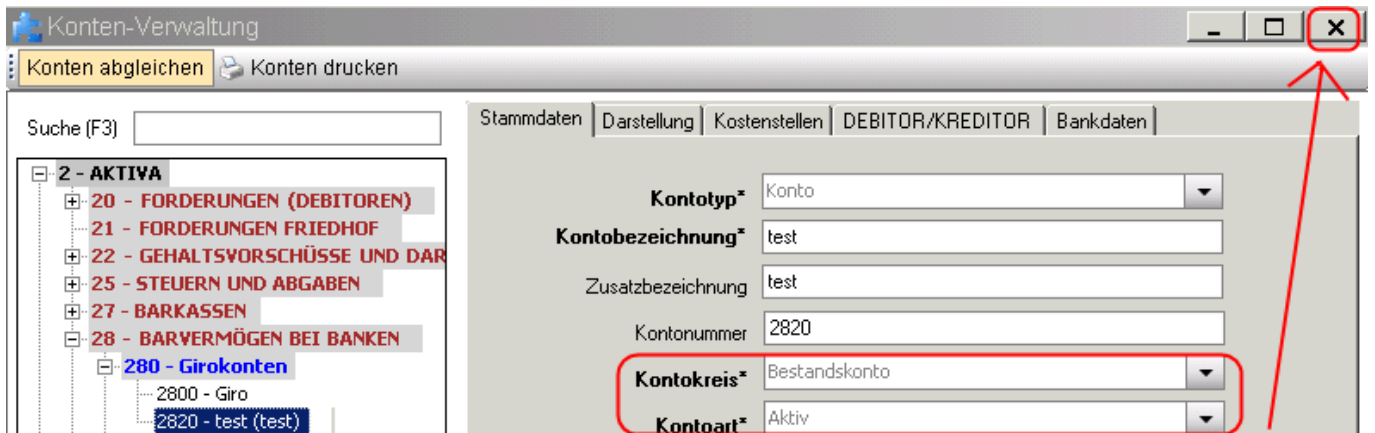 Konten-Verwaltung
Konten abgleichen Konten drucken
Suche (F3)
2 - AKTIVA
20 - FORDERUNGEN (DEBITOREN)
21 - FORDERUNGEN FRIEDHOF
22 - GEHALTSVORSCHÜSSE UND DAR
25 - STEUERN UND ABGABEN
27 - BARKASSEN
28 - BARVERMÖGEN BEI BANKEN
280 - Girokonten
2800 - Giro
2820 - test (test)
Stammdaten Darstellung Kostenstellen DEBITOR/KREDITOR Bankdaten
Kontotyp* Konto
Kontobezeichnung* test
Zusatzbezeichnung test
Kontonummer 2820
Kontokreis* Bestandskonto
Kontoart* Aktiv